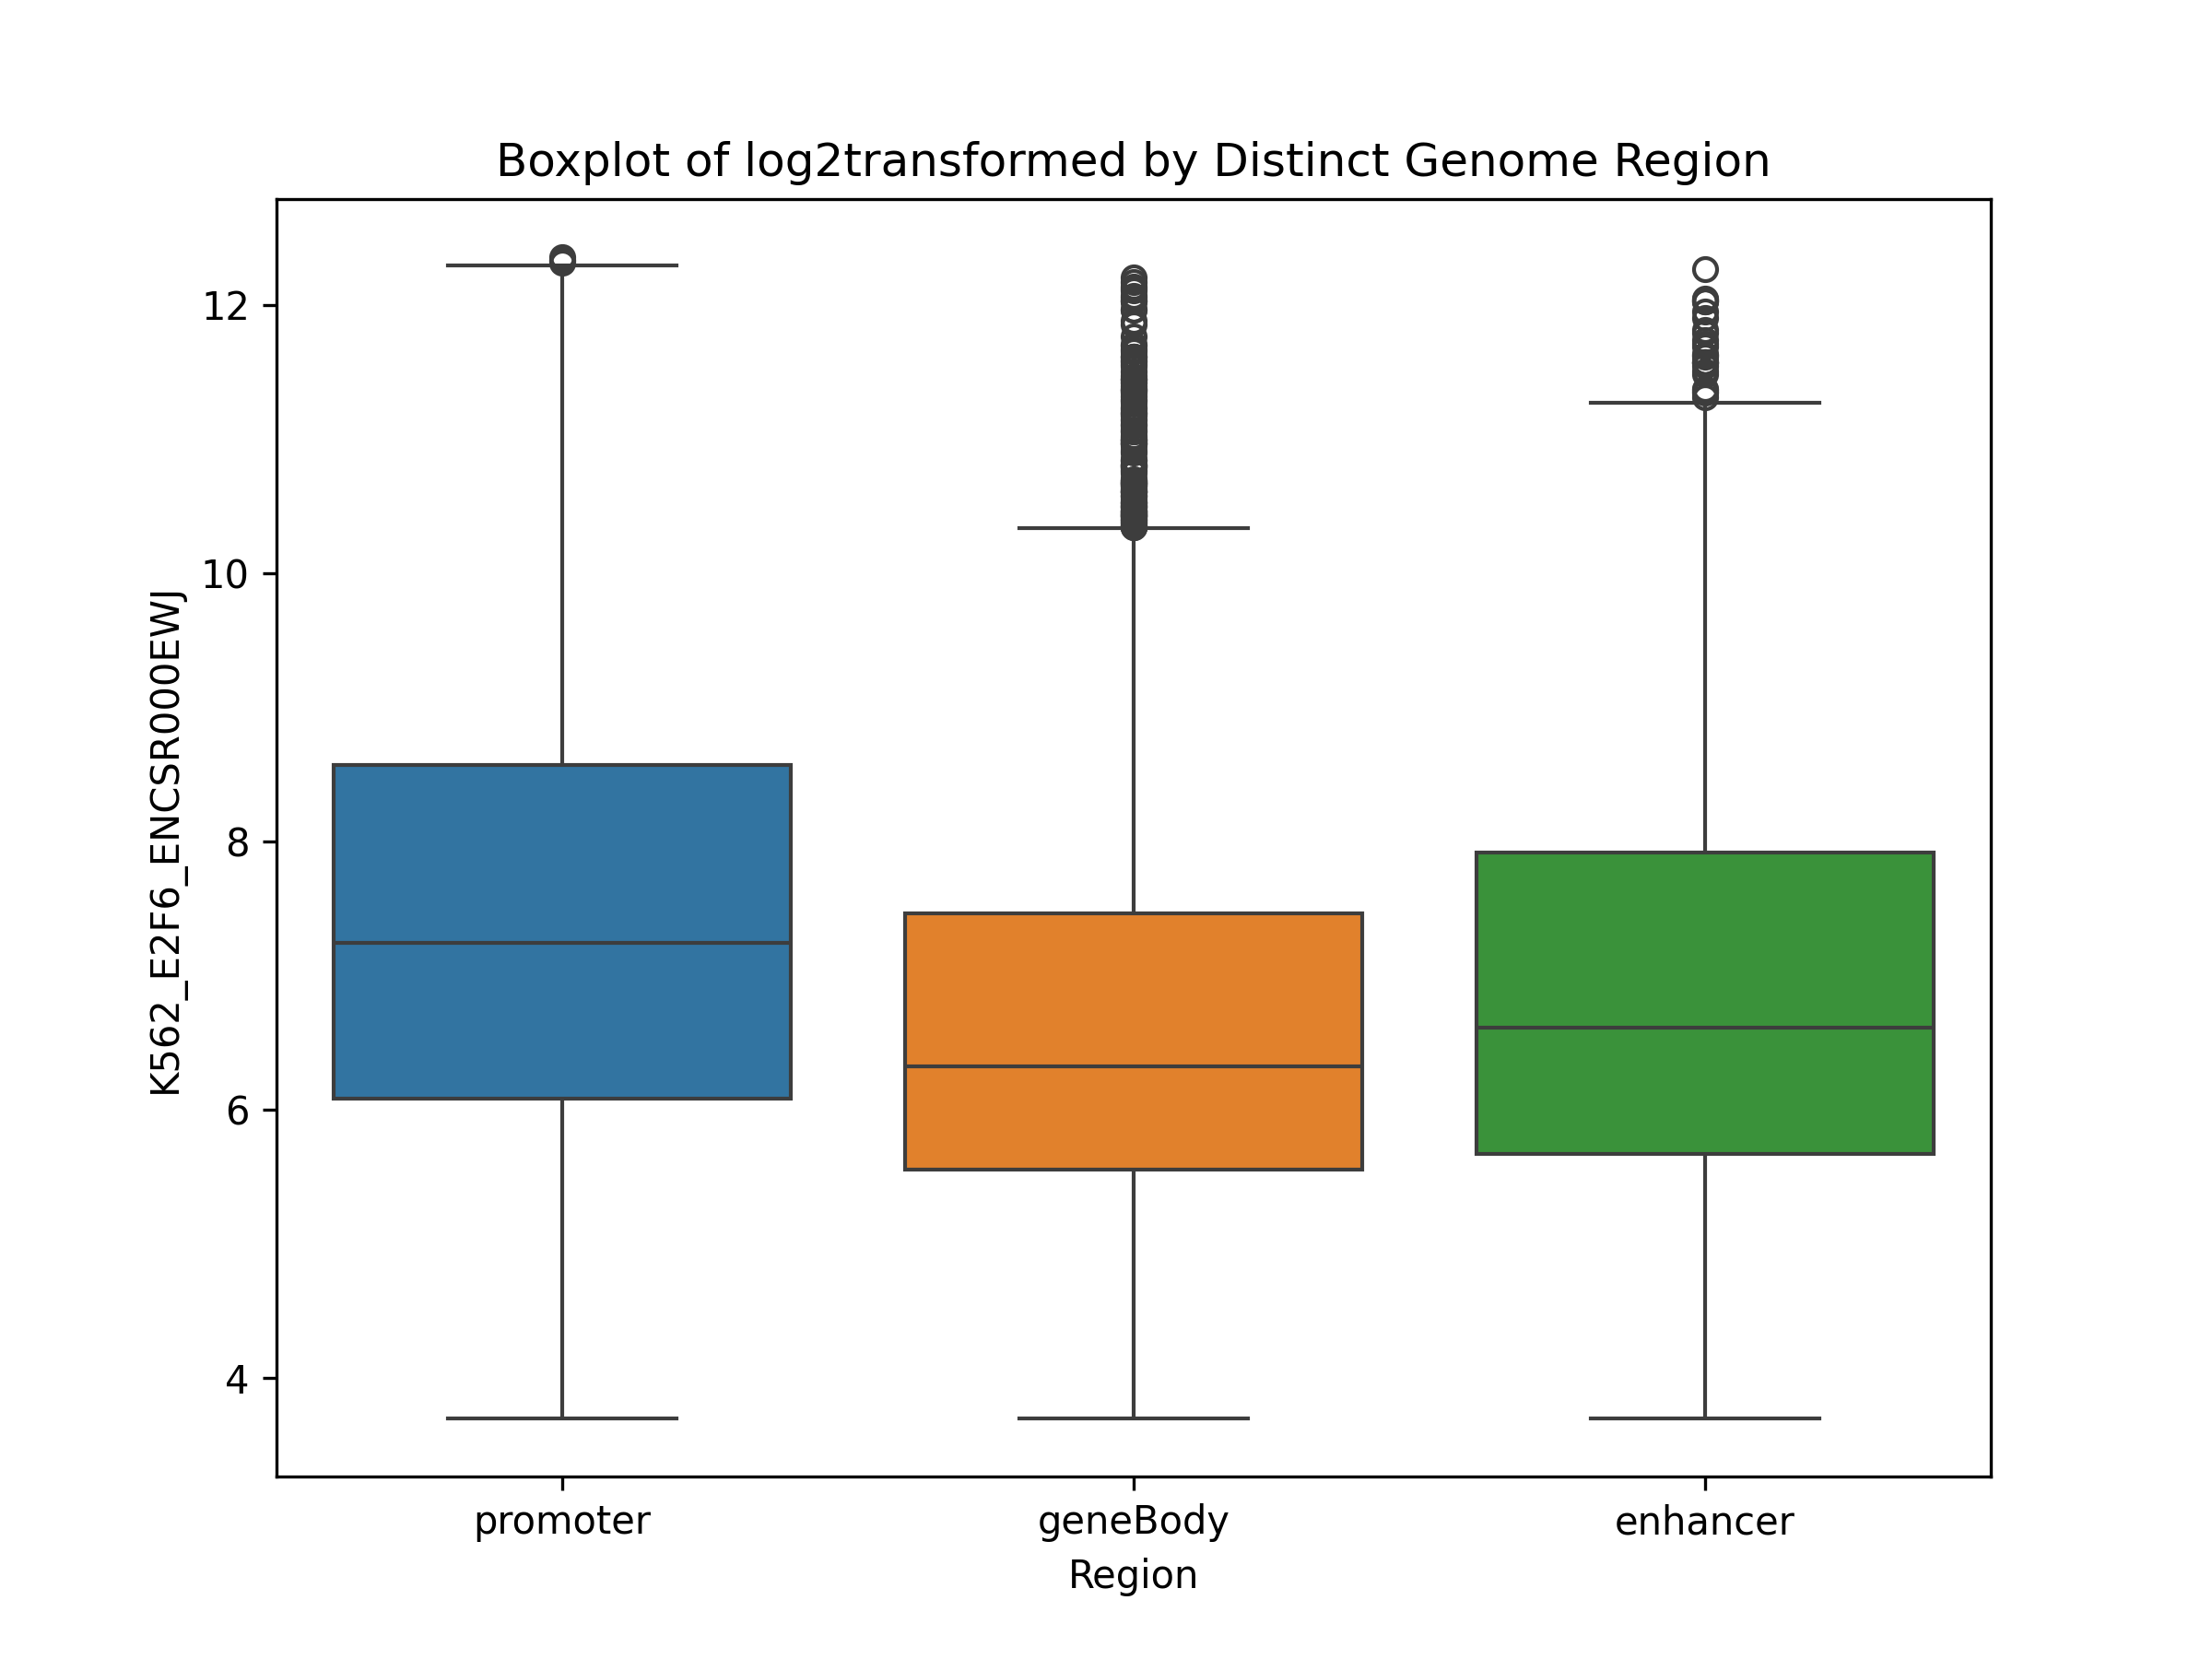 Boxplot of log2transformed by Distinct Genome Region
K562_E2F6_ENCSR000EWJ
12
10
8
6
4
promoter
geneBody
enhancer
Region